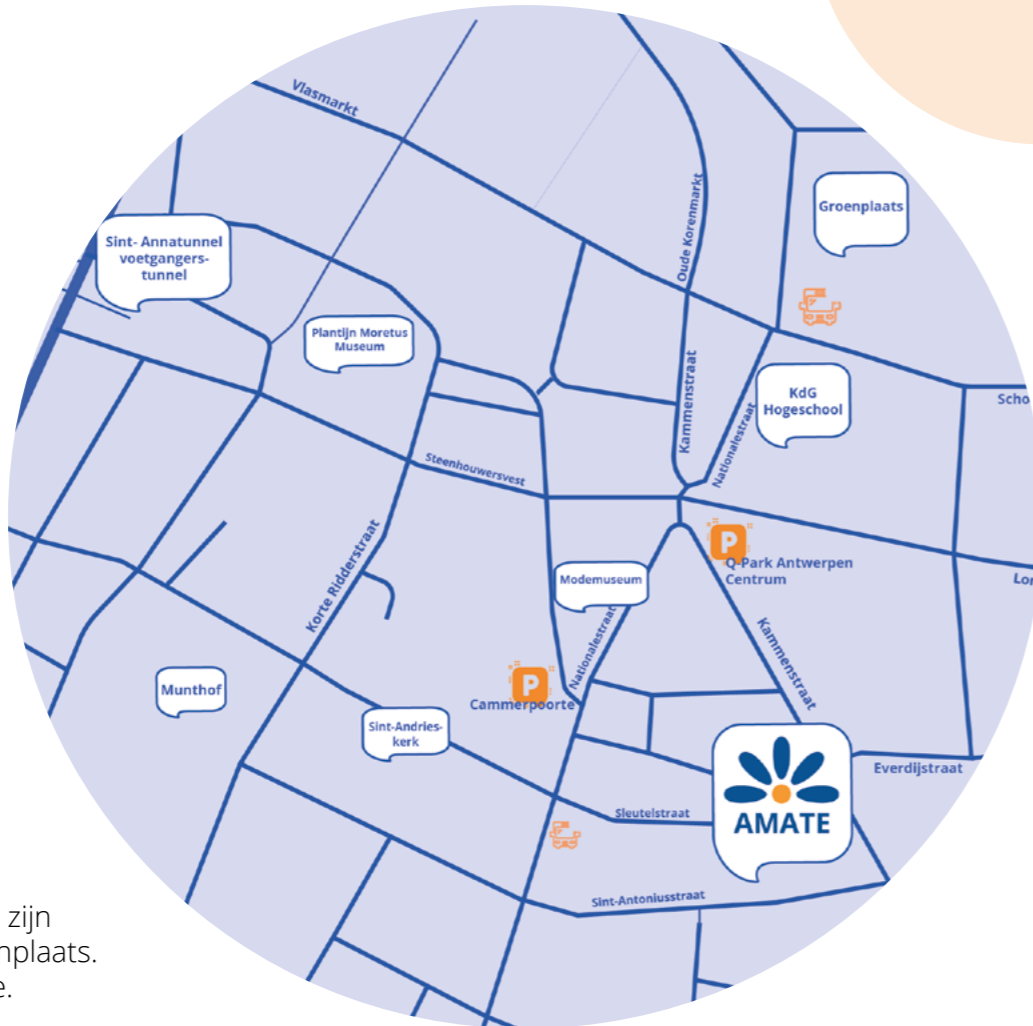 Vlasmarkt
Oude Korenmarkt
Groenplaats
Sint- Annatunnel
voetgangers-
tunnel
Plantijn Moretus
Museum
Kammenstraat
Nationalestraat
KdG
Hogeschool
Scho
Steenhouwersvest
P
Q-Park Antwerpen
Centrum
Korte Ridderstraat
Modemuseum
Lor
Nationalestraat
Kammenstraat
Munthof
P
Cammerpoorte
Sint-Andries-
kerk
Everdijstraat
AMATE
Sleutelstraat
Sint-Antoniusstraat
zijn
nplaats.
e.